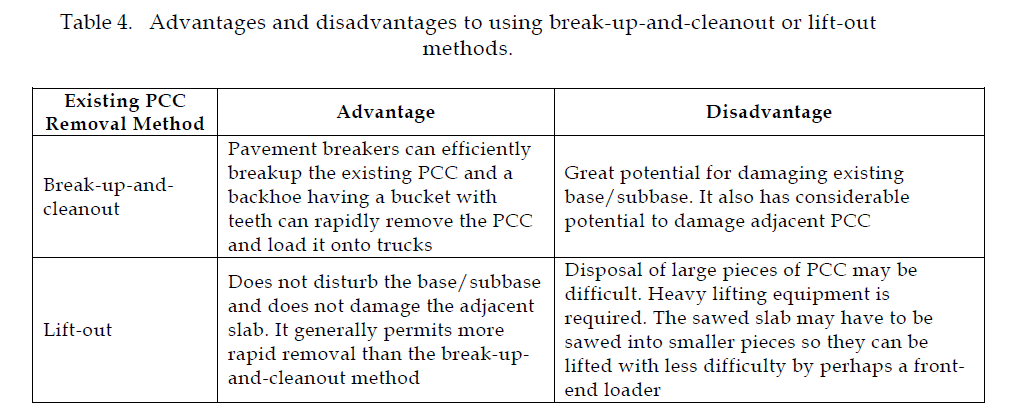 Table 4. Advantages and disadvantages to using break-up-and-cleanout or lift-out
methods.
Existing PCC
Removal Method
Advantage
Disadvantage
Break-up-and-
cleanout
Pavement breakers can efficiently
breakup the existing PCC and a
backhoe having a bucket with
teeth can rapidly remove the PCC
and load it onto trucks
Great potential for damaging existing
base/subbase. It also has considerable
potential to damage adjacent PCC
Lift-out
Does not disturb the base/subbase
and does not damage the adjacent
slab. It generally permits more
rapid removal than the break-up-
and-cleanout method
Disposal of large pieces of PCC may be
difficult. Heavy lifting equipment is
required. The sawed slab may have to be
sawed into smaller pieces so they can be
lifted with less difficulty by perhaps a front-
end loader